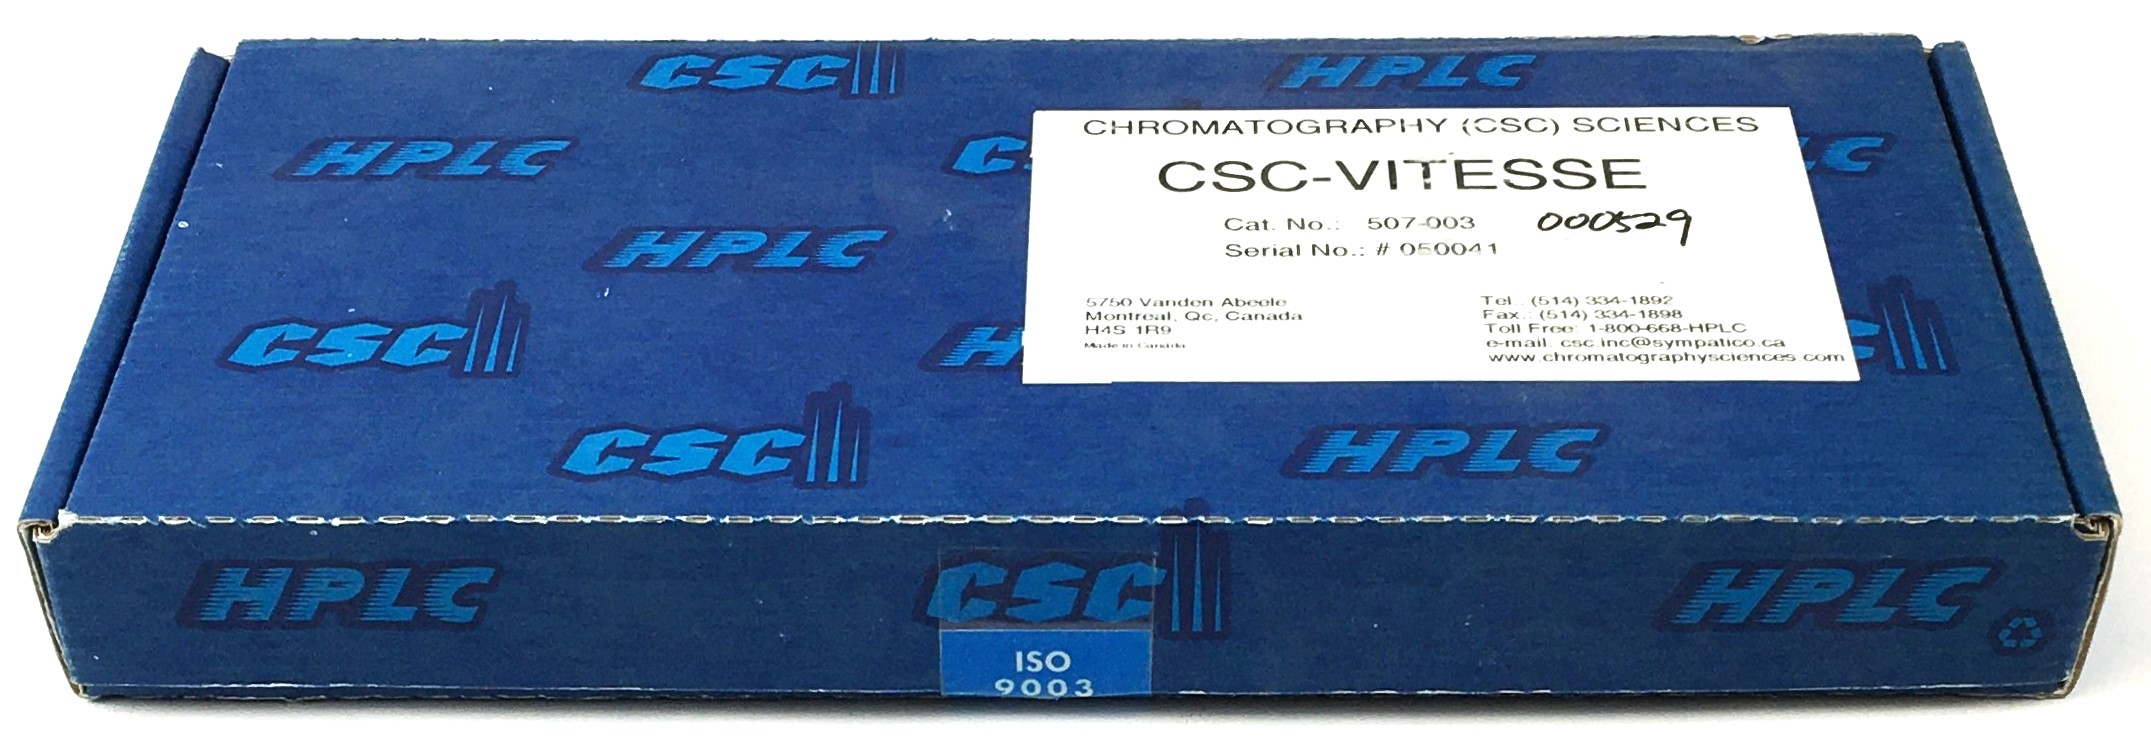 CSC HPLC
HPLC
HPLC
CSC
CSC
HPLC
CHROMATOGRAPHY (CSC) SCIENCES
CSC-VITESSE
Cat. No.: 507-003 000529
Serial No.: # 050041
5750 Vanden Abeele
Montreal, Qc, Canada
H4S 1R9
Made in Canada
Tel.: (514) 334-1892
Fax.: (514) 334-1898
Toll Free: 1-800-668-HPLC
e-mail: csc.inc@sympatico.ca
www.chromatographysciences.com
HPLC CSC HPLC
ISO
9003